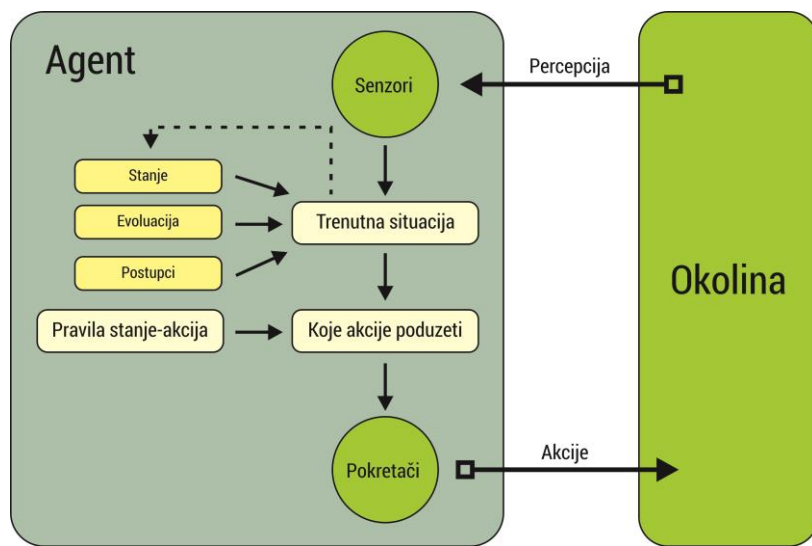 Agent
Senzori
Percepcija
Stanje
Evoluacija
Trenutna situacija
Postupci
Okolina
Pravila stanje-akcija
Koje akcije poduzeti
Akcije
Pokretači